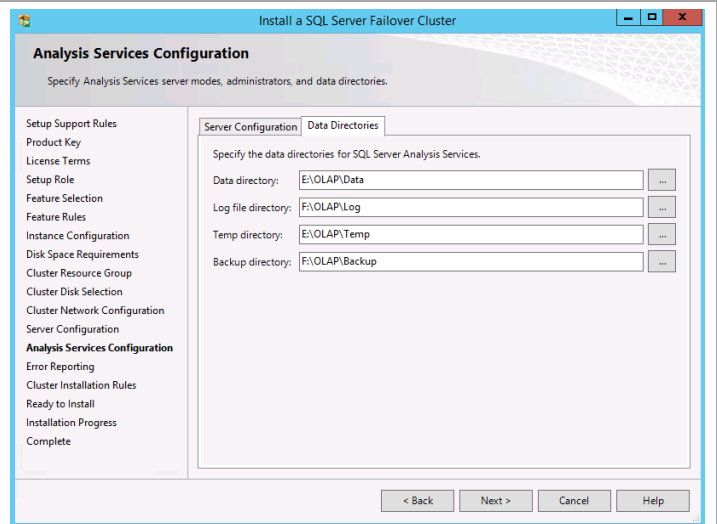 Install a SQL Server Failover Cluster
Analysis Services Configuration
Specify Analysis Services server modes, administrators, and data directories.
Setup Support Rules
Product Key
License Terms
Setup Role
Feature Selection
Feature Rules
Instance Configuration
Disk Space Requirements
Cluster Resource Group
Cluster Disk Selection
Cluster Network Configuration
Server Configuration
Analysis Services Configuration
Error Reporting
Cluster Installation Rules
Ready to Install
Installation Progress
Complete
Server Configuration Data Directories
Specify the data directories for SQL Server Analysis Services.
Data directory: E:\OLAP\Data ...
Log file directory: F:\OLAP\Log ...
Temp directory: E:\OLAP\Temp ...
Backup directory: F:\OLAP\Backup ...
< Back Next > Cancel Help